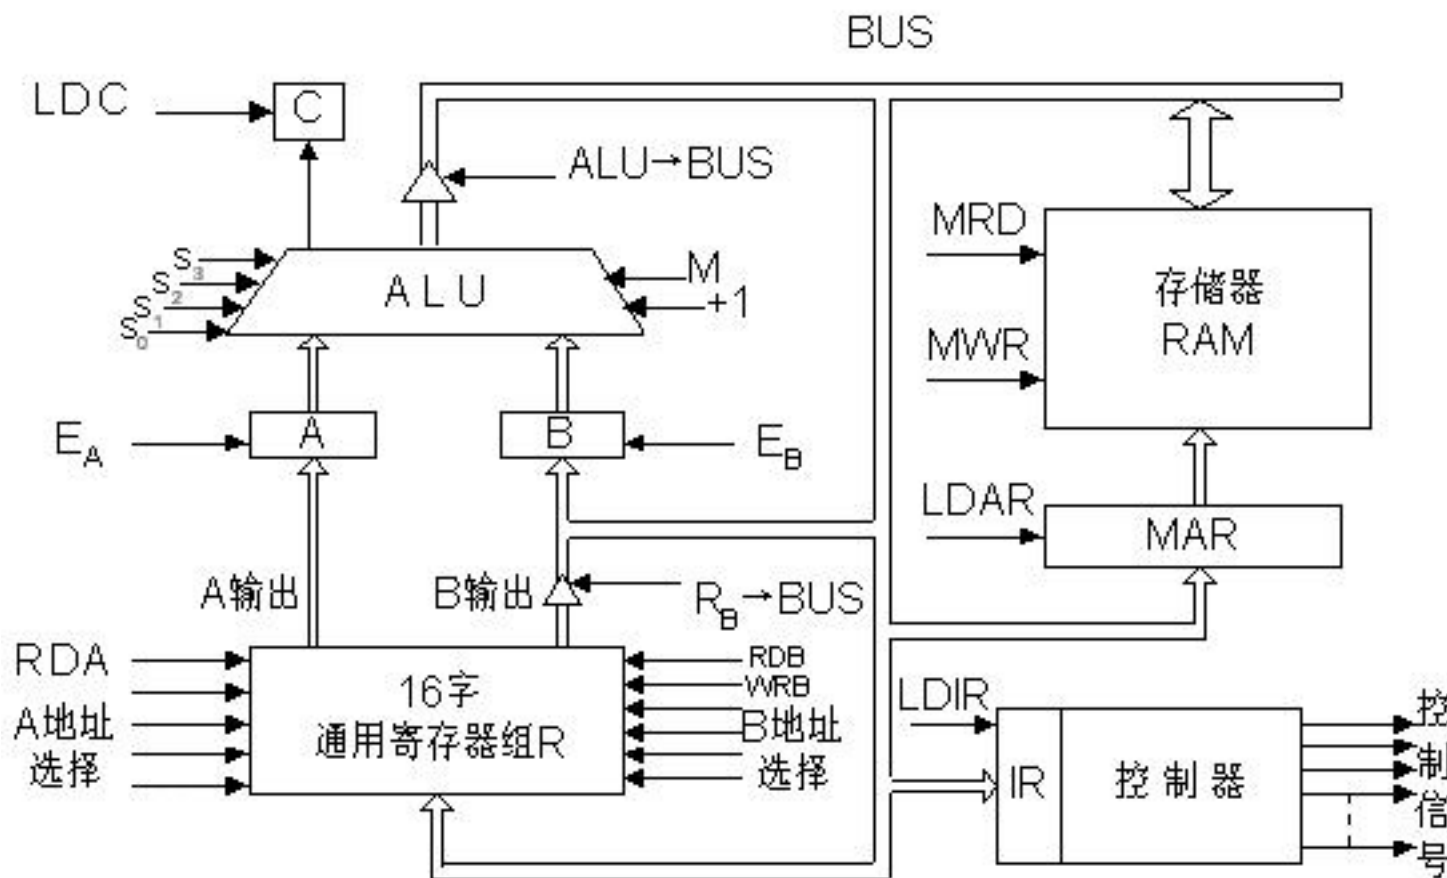 BUS
LDC
C
ALU→BUS
S3
S2
S1
S0
ALU
M
+1
MRD
MWR
存储器
RAM
EA
A
B
EB
LDAR
MAR
A输出
B输出
RB→BUS
RDA
A地址
选择
16字
通用寄存器组R
RDB
WRB
B地址
选择
LDIR
IR
控制器
控
制
信
号